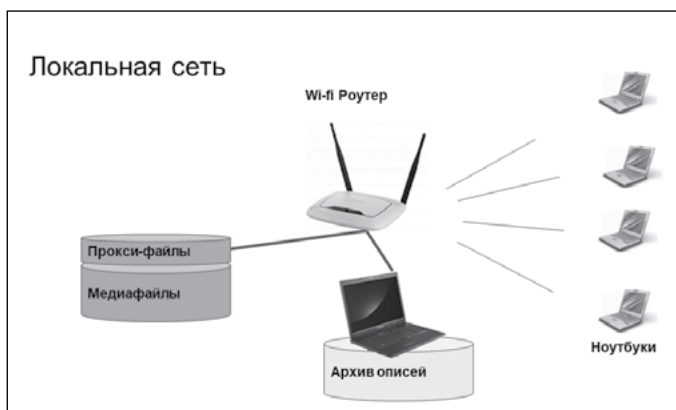 Локальная сеть
Wi-fi Роутер
Прокси-файлы
Медиафайлы
Архив описей
Ноутбуки